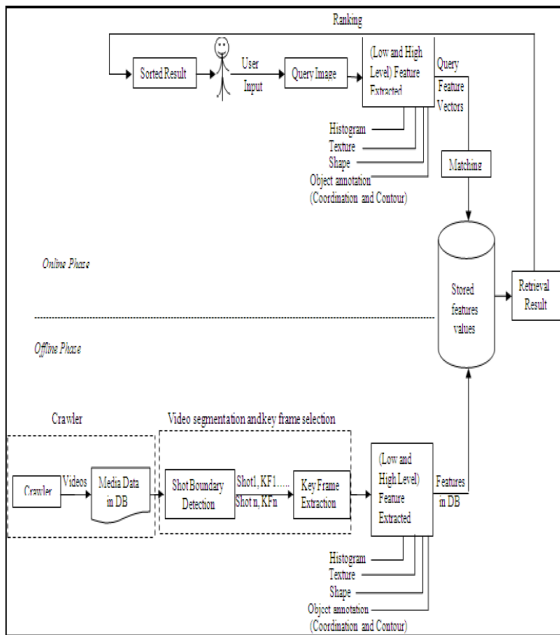 Ranking
Sorted Result
User
Input
Query Image
(Low and High
Level) Feature
Extracted
Query
Feature
Vectors
Histogram
Texture
Shape
Object annotation
(Coordination and Contour)
Matching
Online Phase
Stored
features
values
Retrieval
Result
Offline Phase
Crawler
Video segmentation and key frame selection
Crawler
Videos
Media Data
in DB
Shot Boundary
Detection
Shot1, KF1.....
Shot n, KFn
Key Frame
Extraction
(Low and
High Level)
Feature
Extracted
Features
in DB
Histogram
Texture
Shape
Object annotation
(Coordination and Contour)